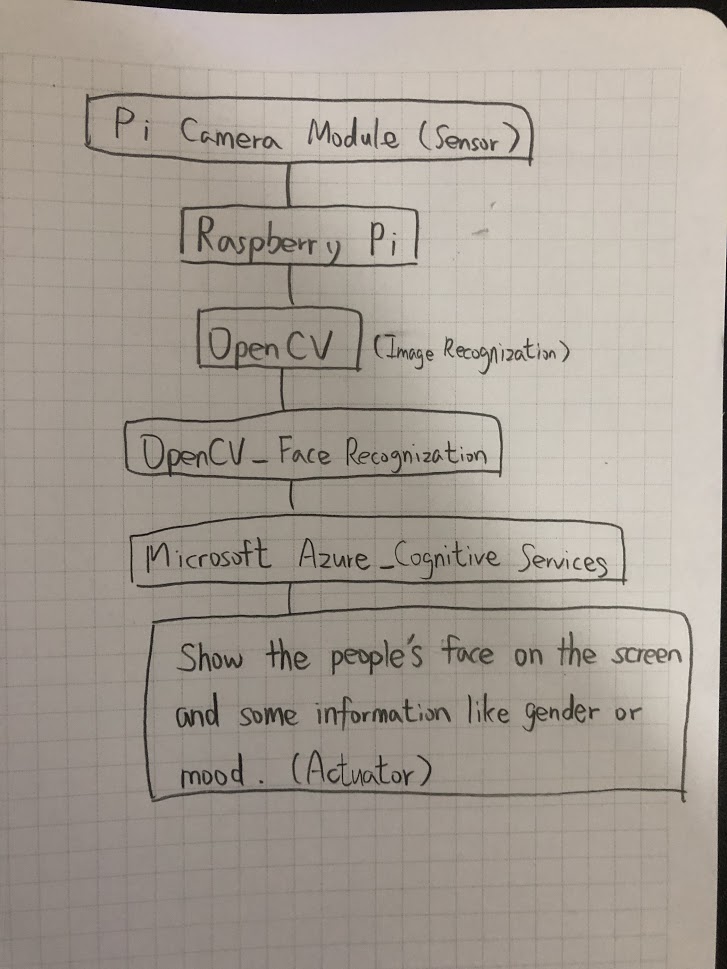 Pi Camera Module (Sensor)
Raspberry Pi
OpenCV (Image Recognization)
OpenCV_Face Recognization
Microsoft Azure_Cognitive Services
Show the people's face on the screen
and some information like gender or
mood. (Actuator)